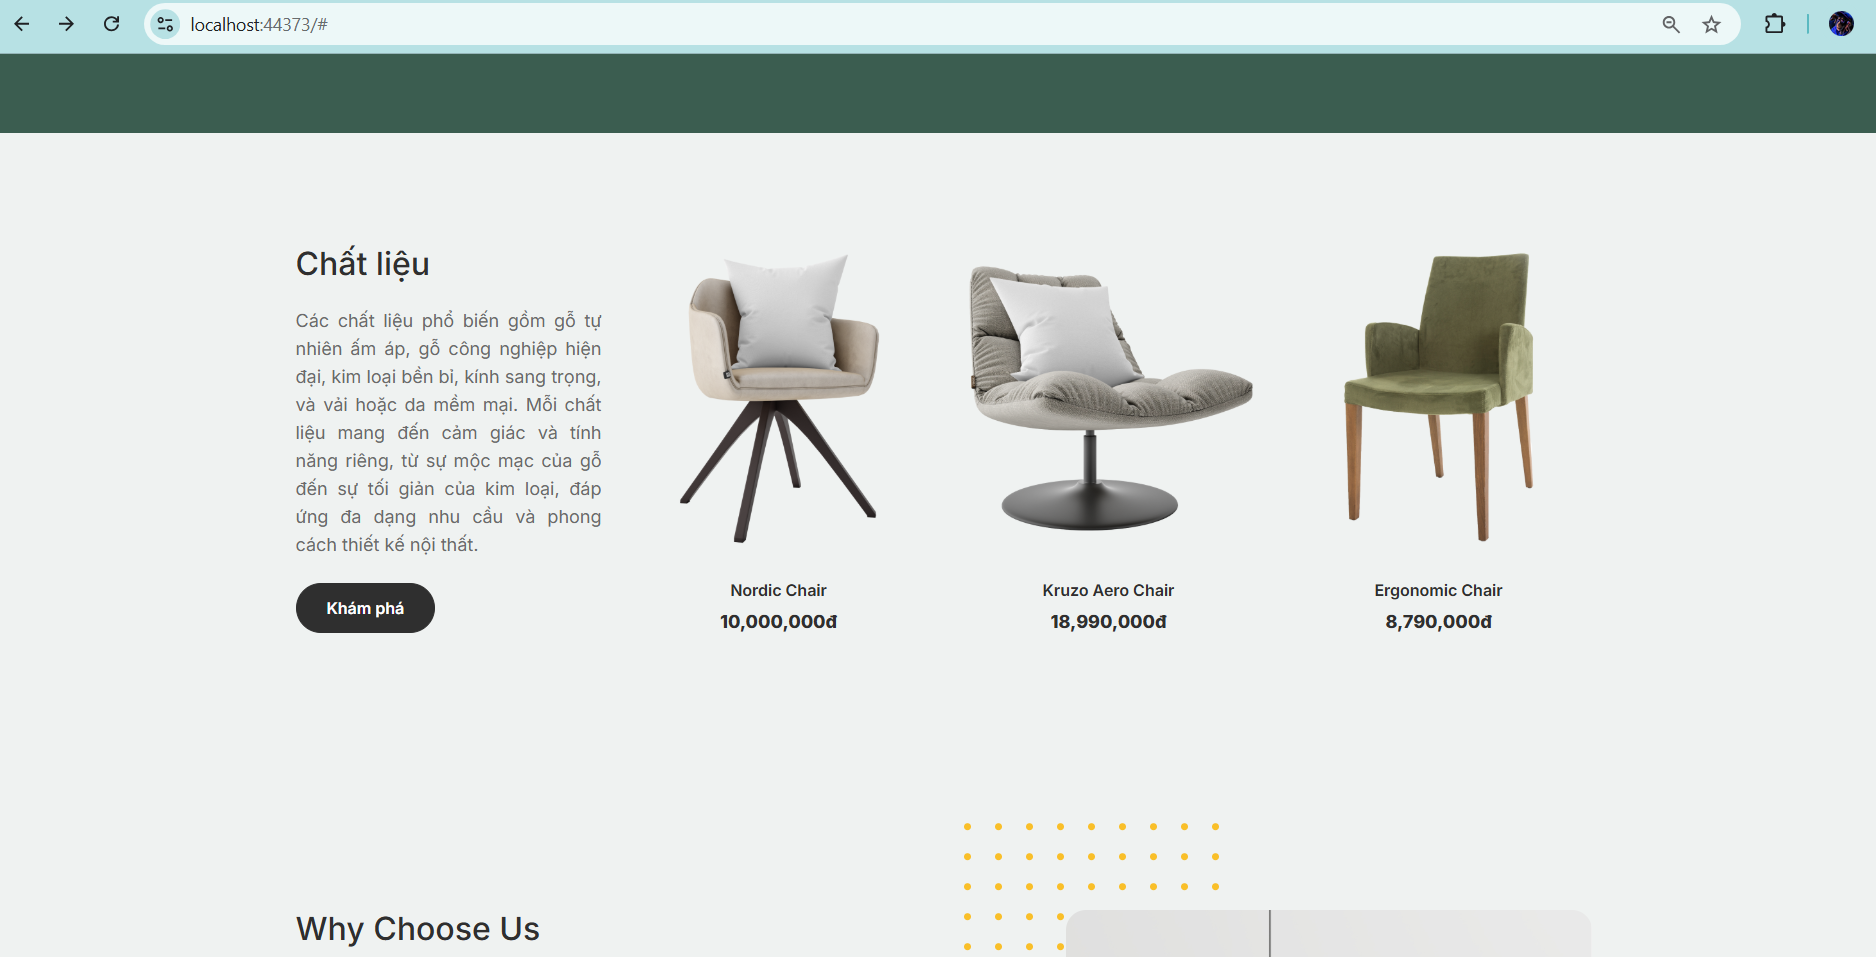 localhost:44373/#
Chất liệu
Các chất liệu phổ biến gồm gỗ tự
nhiên ấm áp, gỗ công nghiệp hiện
đại, kim loại bền bỉ, kính sang trọng,
và vải hoặc da mềm mại. Mỗi chất
liệu mang đến cảm giác và tính
năng riêng, từ sự mộc mạc của gỗ
đến sự tối giản của kim loại, đáp
ứng đa dạng nhu cầu và phong
cách thiết kế nội thất.
Khám phá
Nordic Chair
10,000,000đ
Kruzo Aero Chair
18,990,000đ
Ergonomic Chair
8,790,000đ
Why Choose Us